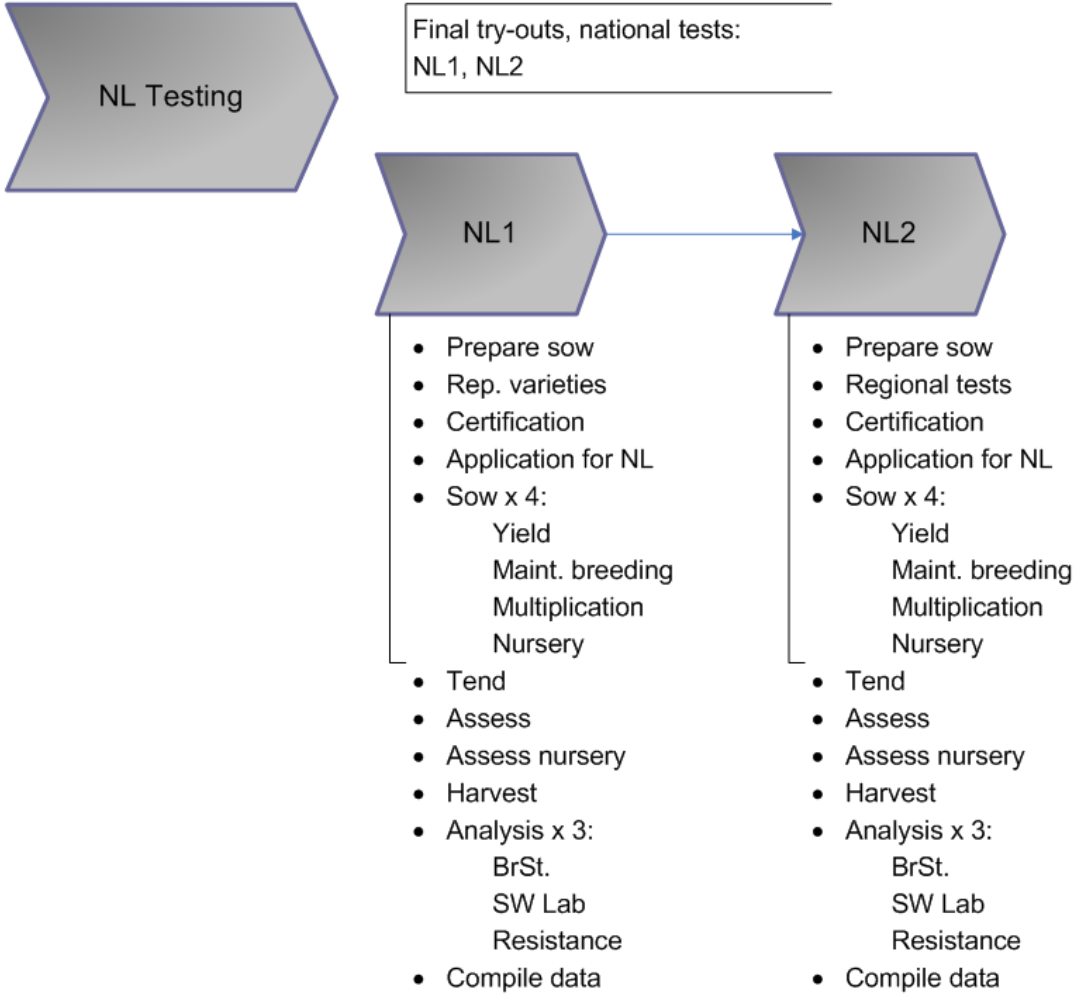 NL Testing
Final try-outs, national tests:
NL1, NL2
NL1
• Prepare sow
• Rep. varieties
• Certification
• Application for NL
• Sow x 4:
Yield
Maint. breeding
Multiplication
Nursery
• Tend
• Assess
• Assess nursery
• Harvest
• Analysis x 3:
BrSt.
SW Lab
Resistance
• Compile data
NL2
• Prepare sow
• Regional tests
• Certification
• Application for NL
• Sow x 4:
Yield
Maint. breeding
Multiplication
Nursery
• Tend
• Assess
• Assess nursery
• Harvest
• Analysis x 3:
BrSt.
SW Lab
Resistance
• Compile data